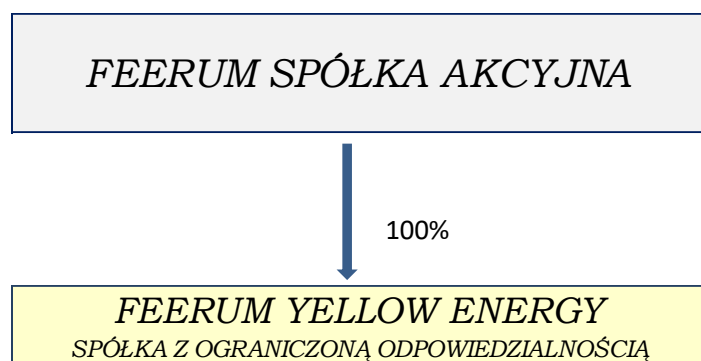 FEERUM SPÓŁKA AKCYJNA
100%
FEERUM YELLOW ENERGY
SPÓŁKA Z OGRANICZONĄ ODPOWIEDZIALNOŚCIĄ